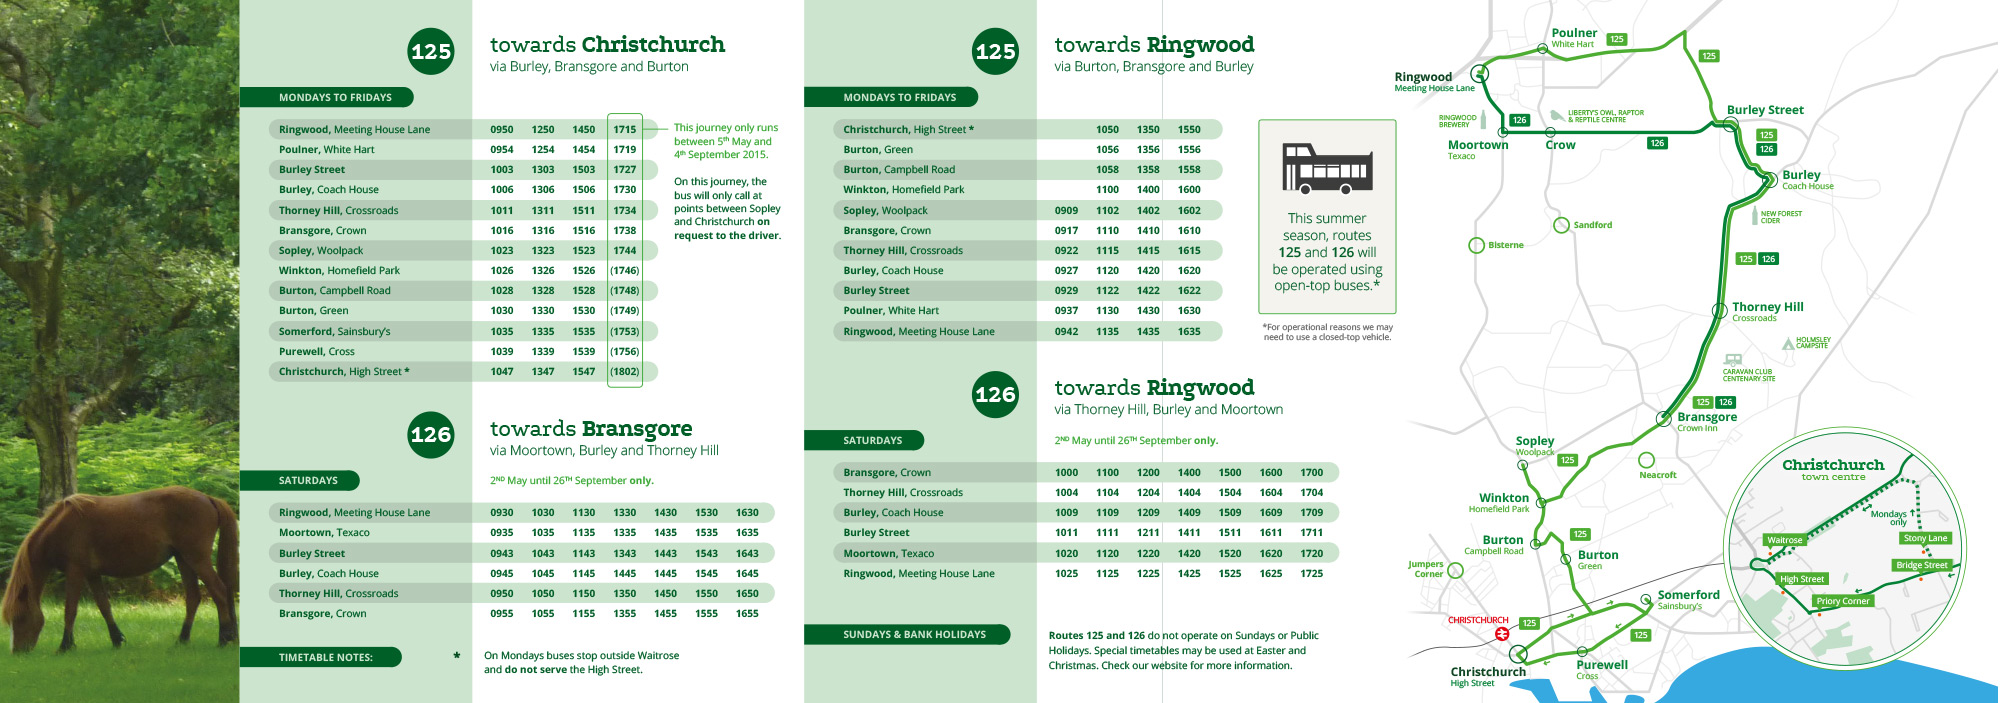 125
towards Christchurch
via Burley, Bransgore and Burton
MONDAYS TO FRIDAYS
Ringwood, Meeting House Lane 0950 1250 1450 1715
Poulner, White Hart 0954 1254 1454 1719
Burley Street 1003 1303 1503 1727
Burley, Coach House 1006 1306 1506 1730
Thorney Hill, Crossroads 1011 1311 1511 1734
Bransgore, Crown 1016 1316 1516 1738
Sopley, Woolpack 1023 1323 1523 1744
Winkton, Homefield Park 1026 1326 1526 (1746)
Burton, Campbell Road 1028 1328 1528 (1748)
Burton, Green 1030 1330 1530 (1749)
Somerford, Sainsbury's 1035 1335 1535 (1753)
Purewell, Cross 1039 1339 1539 (1756)
Christchurch, High Street * 1047 1347 1547 (1802)
This journey only runs
between 5th May and
4th September 2015.
On this journey, the
bus will only call at
points between Sopley
and Christchurch on
request to the driver.
126
towards Bransgore
via Moortown, Burley and Thorney Hill
SATURDAYS
2ND May until 26TH September only.
Ringwood, Meeting House Lane 0930 1030 1130 1330 1430 1530 1630
Moortown, Texaco 0935 1035 1135 1335 1435 1535 1635
Burley Street 0943 1043 1143 1343 1443 1543 1643
Burley, Coach House 0945 1045 1145 1445 1445 1545 1645
Thorney Hill, Crossroads 0950 1050 1150 1350 1450 1550 1650
Bransgore, Crown 0955 1055 1155 1355 1455 1555 1655
TIMETABLE NOTES:
* On Mondays buses stop outside Waitrose
and do not serve the High Street.
125
towards Ringwood
via Burton, Bransgore and Burley
MONDAYS TO FRIDAYS
Christchurch, High Street * 1050 1350 1550
Burton, Green 1056 1356 1556
Burton, Campbell Road 1058 1358 1558
Winkton, Homefield Park 1100 1400 1600
Sopley, Woolpack 0909 1102 1402 1602
Bransgore, Crown 0917 1110 1410 1610
Thorney Hill, Crossroads 0922 1115 1415 1615
Burley, Coach House 0927 1120 1420 1620
Burley Street 0929 1122 1422 1622
Poulner, White Hart 0937 1130 1430 1630
Ringwood, Meeting House Lane 0942 1135 1435 1635
This summer
season, routes
125 and 126 will
be operated using
open-top buses.*
*For operational reasons we may
need to use a closed-top vehicle.
126
towards Ringwood
via Thorney Hill, Burley and Moortown
SATURDAYS
2ND May until 26TH September only.
Bransgore, Crown 1000 1100 1200 1400 1500 1600 1700
Thorney Hill, Crossroads 1004 1104 1204 1404 1504 1604 1704
Burley, Coach House 1009 1109 1209 1409 1509 1609 1709
Burley Street 1011 1111 1211 1411 1511 1611 1711
Moortown, Texaco 1020 1120 1220 1420 1520 1620 1720
Ringwood, Meeting House Lane 1025 1125 1225 1425 1525 1625 1725
SUNDAYS & BANK HOLIDAYS
Routes 125 and 126 do not operate on Sundays or Public
Holidays. Special timetables may be used at Easter and
Christmas. Check our website for more information.
Poulner
White Hart
125
125
Ringwood
Meeting House Lane
RINGWOOD
BREWERY
126
LIBERTY'S OWL, RAPTOR
& REPTILE CENTRE
Burley Street
125
126
Moortown
Texaco
Crow
126
Burley
Coach House
NEW FOREST
CIDER
Sandford
Bisterne
125 126
Thorney Hill
Crossroads
HOLMSLEY
CAMPSITE
CARAVAN CLUB
CENTENARY SITE
125 126
Bransgore
Crown Inn
Sopley
Woolpack
125
Neacroft
Winkton
Homefield Park
125
Burton
Campbell Road
Burton
Green
Jumpers
Corner
Somerford
Sainsbury's
CHRISTCHURCH
125
125
Purewell
Cross
Christchurch
High Street
Christchurch
town centre
Mondays
only
Waitrose
Stony Lane
Bridge Street
High Street
Priory Corner